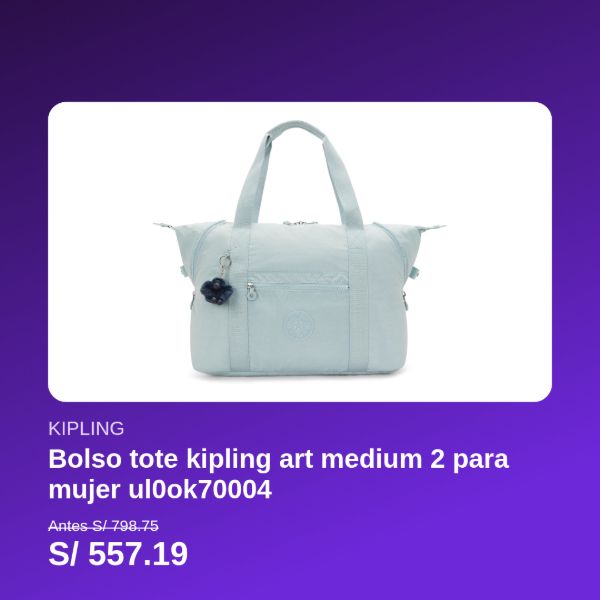 KIPLING
Bolso tote kipling art medium 2 para
mujer ul0ok70004
Antes S/ 798.75
S/ 557.19